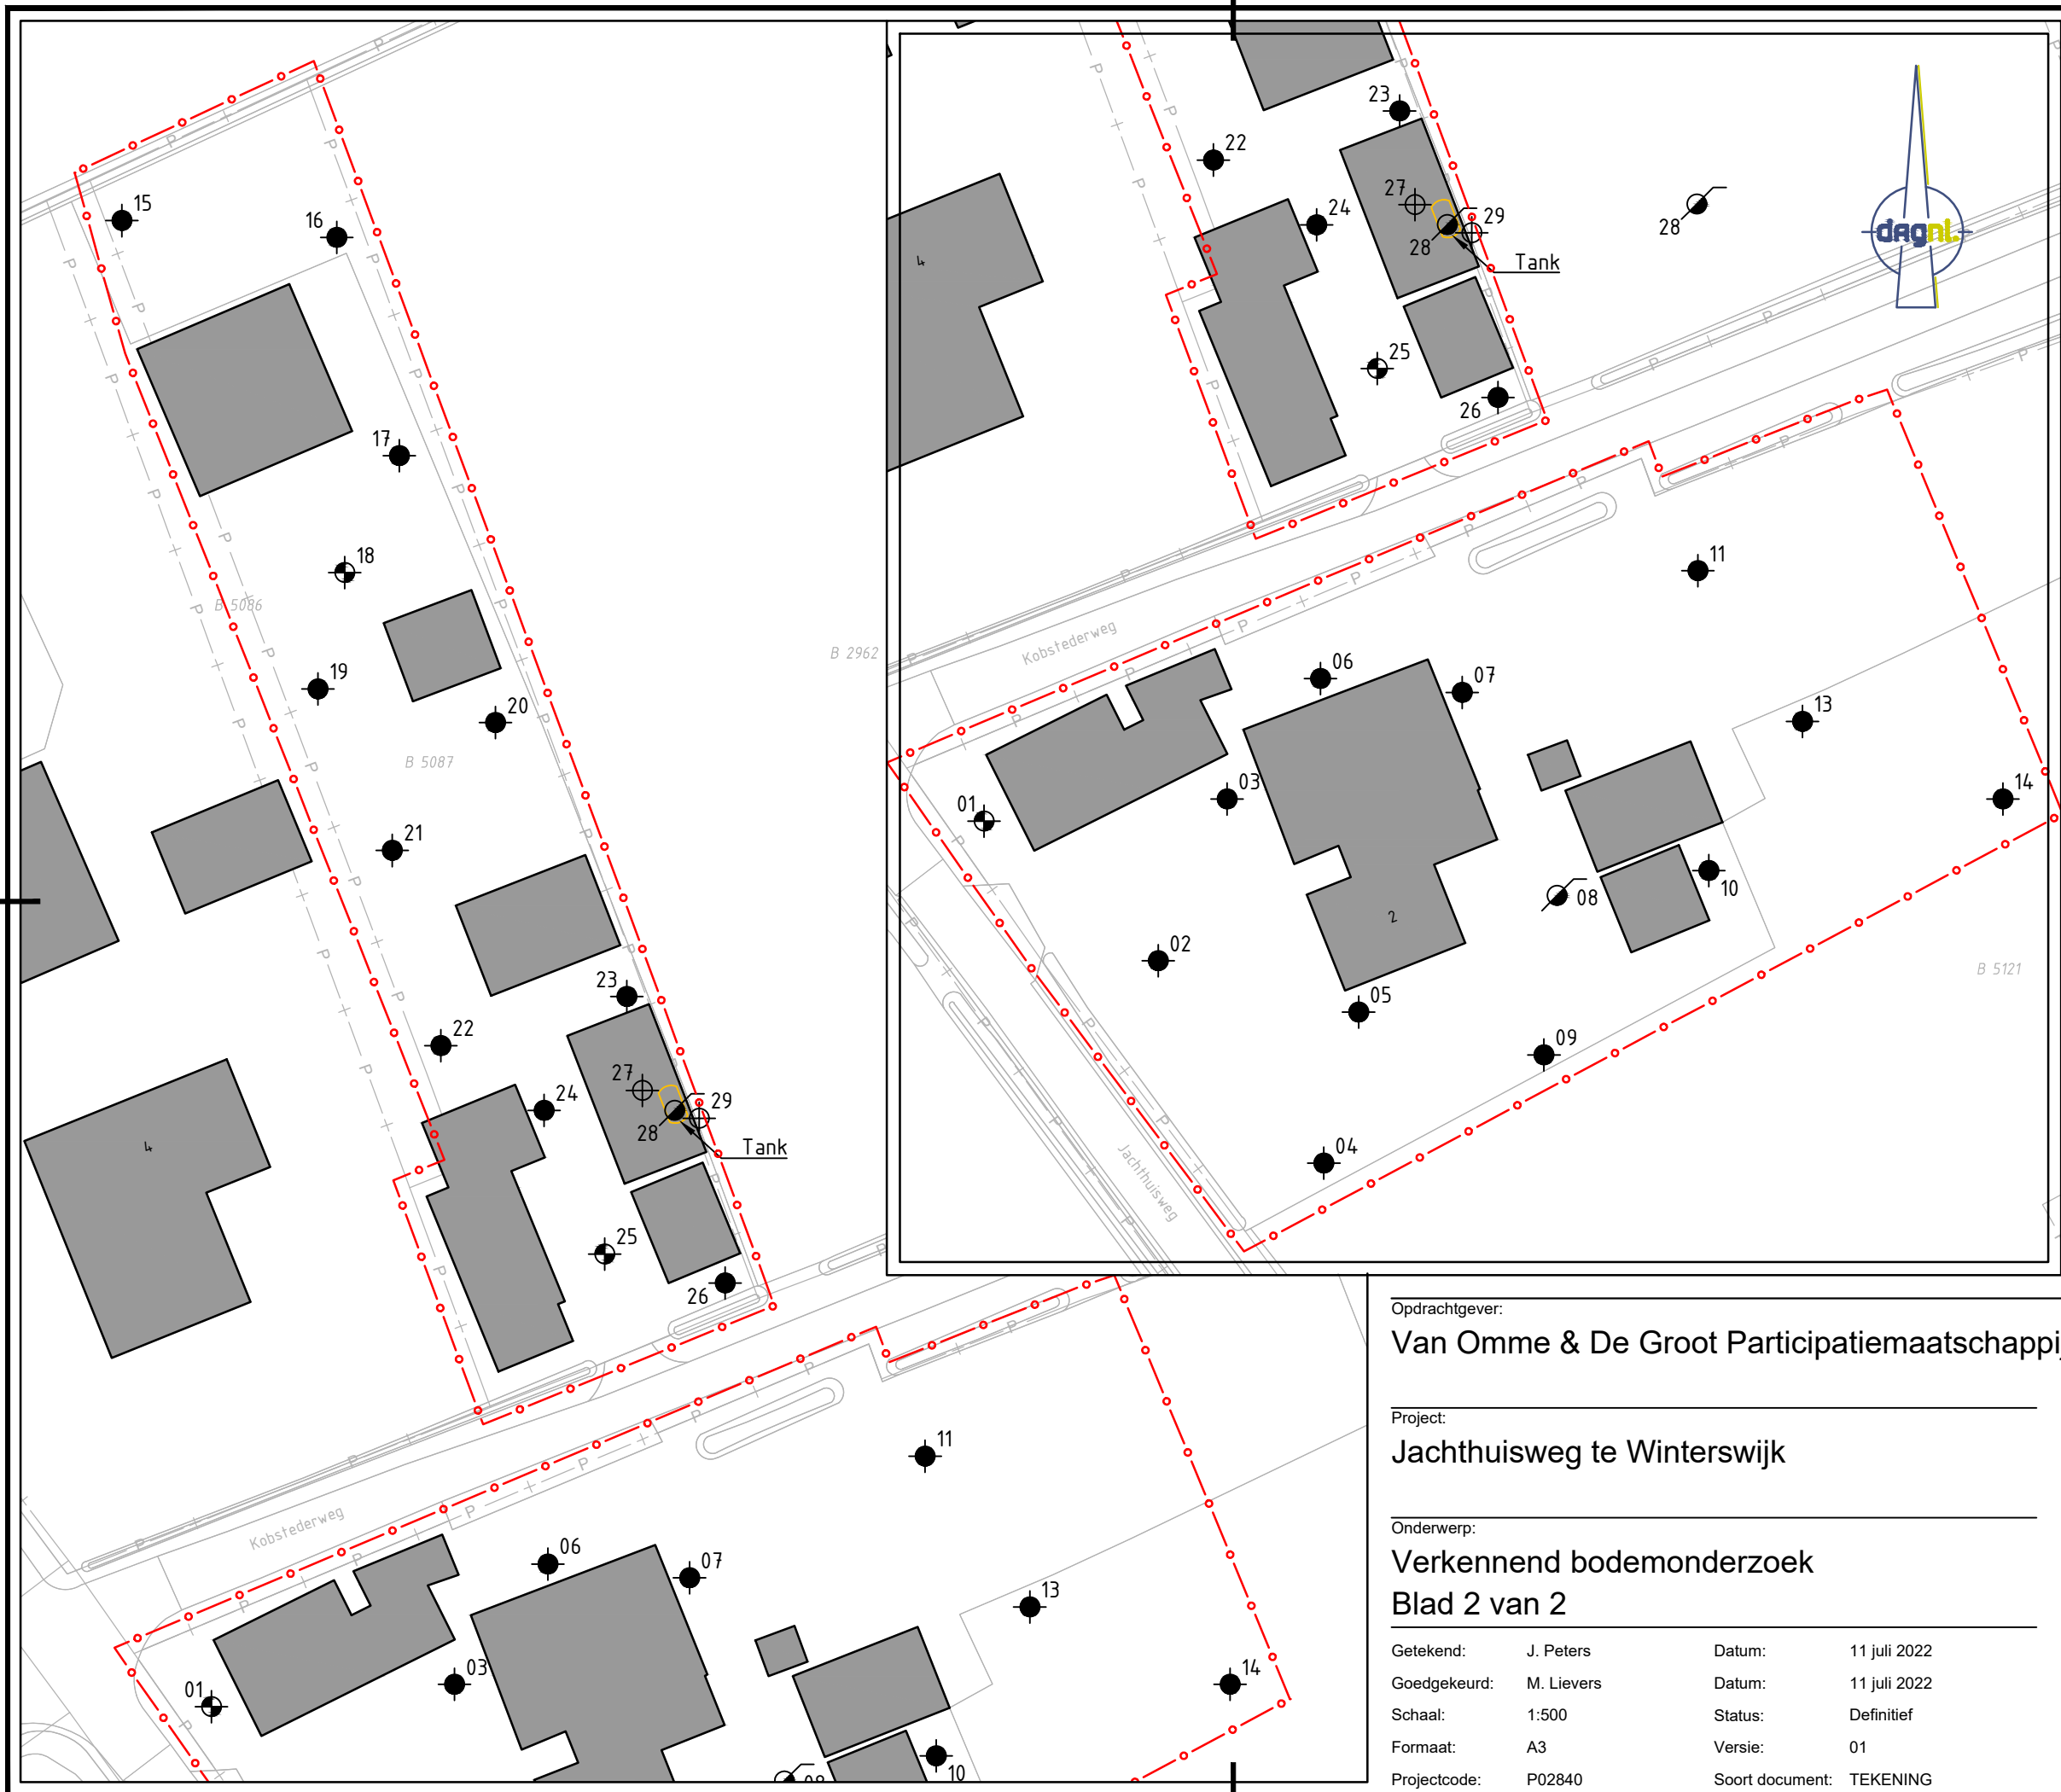 15
16
17
18
B 5086
19
20
B 5087
21
B 2962
22
23
24
27
28
29
Tank
4
25
26
Kobstederweg
11
06
07
13
03
01
14
10
08
23
22
27
29
24
28
Tank
4
25
26
28
dagnl.
Kobstederweg
11
06
07
13
03
01
14
10
08
2
02
05
B 5121
09
04
Jachthuisweg
Opdrachtgever:
Van Omme & De Groot Participatiemaatschappij
Project:
Jachthuisweg te Winterswijk
Onderwerp:
Verkennend bodemonderzoek
Blad 2 van 2
Getekend: J. Peters Datum: 11 juli 2022
Goedgekeurd: M. Lievers Datum: 11 juli 2022
Schaal: 1:500 Status: Definitief
Formaat: A3 Versie: 01
Projectcode: P02840 Soort document: TEKENING